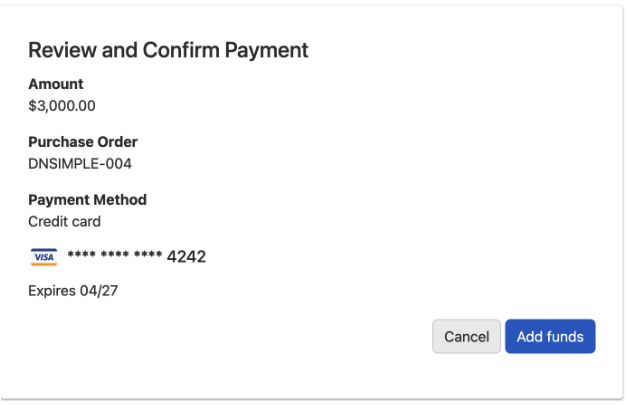 Review and Confirm Payment
Amount
$3,000.00
Purchase Order
DNSIMPLE-004
Payment Method
Credit card
VISA **** **** **** 4242
Expires 04/27
Cancel Add funds